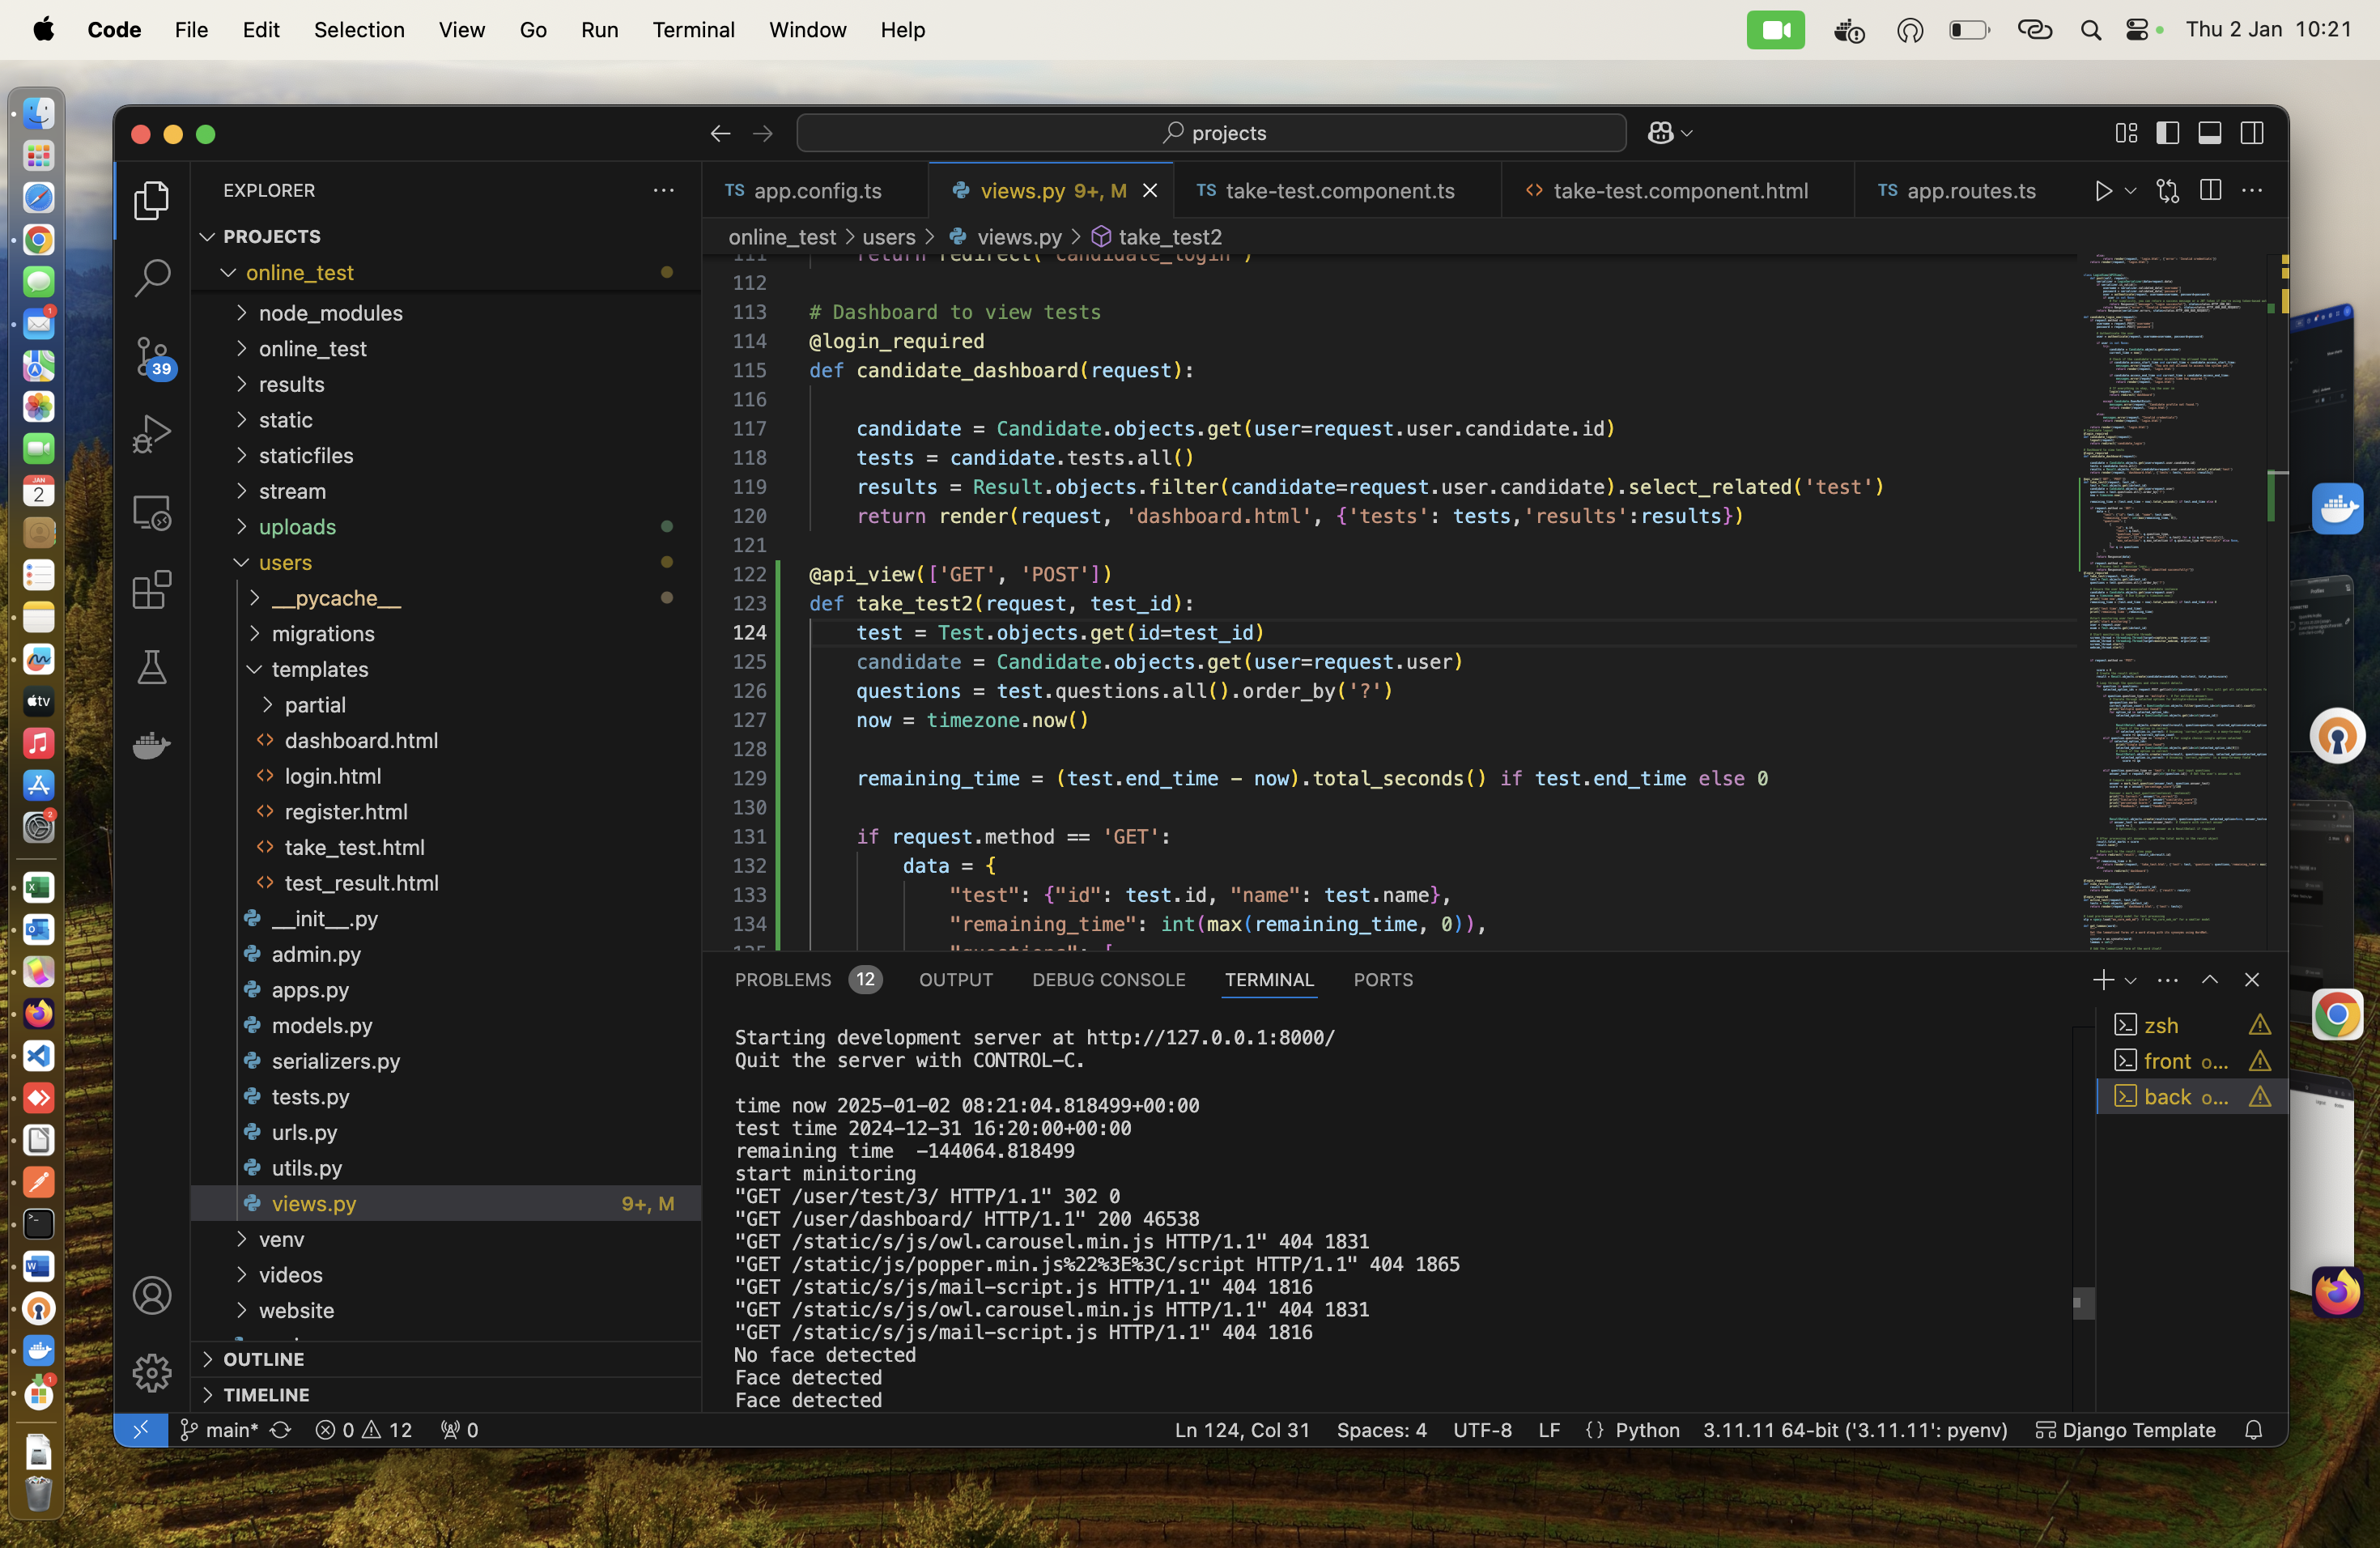 Code File Edit Selection View Go Run Terminal Window Help Thu 2 Jan 10:21
projects
EXPLORER
PROJECTS
online_test
node_modules
online_test
results
static
staticfiles
stream
uploads
users
__pycache__
migrations
templates
partial
dashboard.html
login.html
register.html
take_test.html
test_result.html
__init__.py
admin.py
apps.py
models.py
serializers.py
tests.py
urls.py
utils.py
views.py 9+, M
venv
videos
website
OUTLINE
TIMELINE
39
JAN
2
tv
TS app.config.ts views.py 9+, M TS take-test.component.ts take-test.component.html TS app.routes.ts
online_test > users > views.py > take_test2
111 return redirect('candidate_login')
112
113 # Dashboard to view tests
114 @login_required
115 def candidate_dashboard(request):
116
117 candidate = Candidate.objects.get(user=request.user.candidate.id)
118 tests = candidate.tests.all()
119 results = Result.objects.filter(candidate=request.user.candidate).select_related('test')
120 return render(request, 'dashboard.html', {'tests': tests,'results':results})
121
122 @api_view(['GET', 'POST'])
123 def take_test2(request, test_id):
124 test = Test.objects.get(id=test_id)
125 candidate = Candidate.objects.get(user=request.user)
126 questions = test.questions.all().order_by('?')
127 now = timezone.now()
128
129 remaining_time = (test.end_time - now).total_seconds() if test.end_time else 0
130
131 if request.method == 'GET':
132 data = {
133 "test": {"id": test.id, "name": test.name},
134 "remaining_time": int(max(remaining_time, 0)),
135 "questions": [
PROBLEMS 12 OUTPUT DEBUG CONSOLE TERMINAL PORTS
Starting development server at http://127.0.0.1:8000/
Quit the server with CONTROL-C.
time now 2025-01-02 08:21:04.818499+00:00
test time 2024-12-31 16:20:00+00:00
remaining time  -144064.818499
start minitoring
"GET /user/test/3/ HTTP/1.1" 302 0
"GET /user/dashboard/ HTTP/1.1" 200 46538
"GET /static/s/js/owl.carousel.min.js HTTP/1.1" 404 1831
"GET /static/js/popper.min.js%22%3E%3C/script HTTP/1.1" 404 1865
"GET /static/s/js/mail-script.js HTTP/1.1" 404 1816
"GET /static/s/js/owl.carousel.min.js HTTP/1.1" 404 1831
"GET /static/s/js/mail-script.js HTTP/1.1" 404 1816
No face detected
Face detected
Face detected
zsh
front o...
back o...
main* 0 12 0 Ln 124, Col 31 Spaces: 4 UTF-8 LF {} Python 3.11.11 64-bit ('3.11.11': pyenv) Django Template